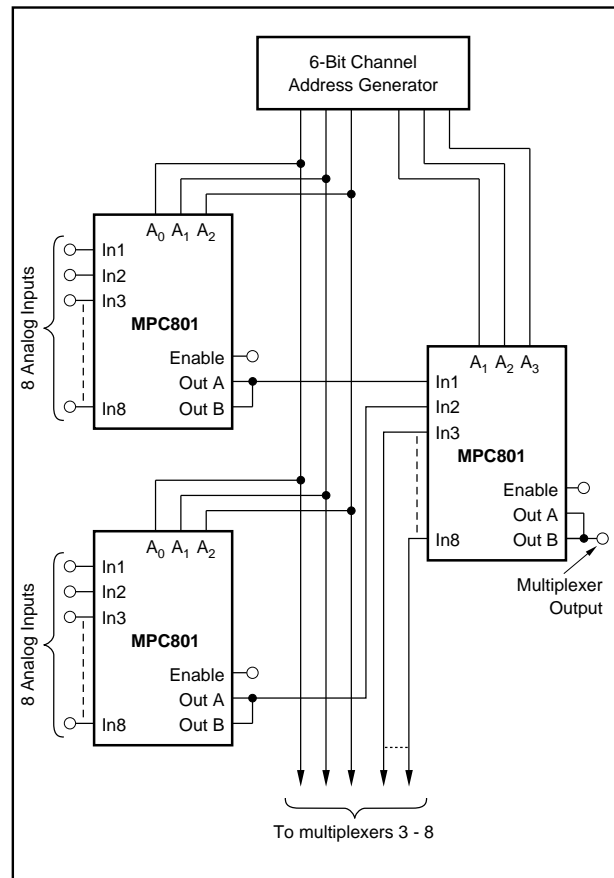 6-Bit Channel
Address Generator
A0 A1 A2
8 Analog Inputs
In1
In2
In3
MPC801
Enable
Out A
Out B
In8
A1 A2 A3
In1
In2
In3
MPC801
Enable
Out A
Out B
In8
Multiplexer
Output
A0 A1 A2
8 Analog Inputs
In1
In2
In3
MPC801
Enable
Out A
Out B
In8
To multiplexers 3 - 8